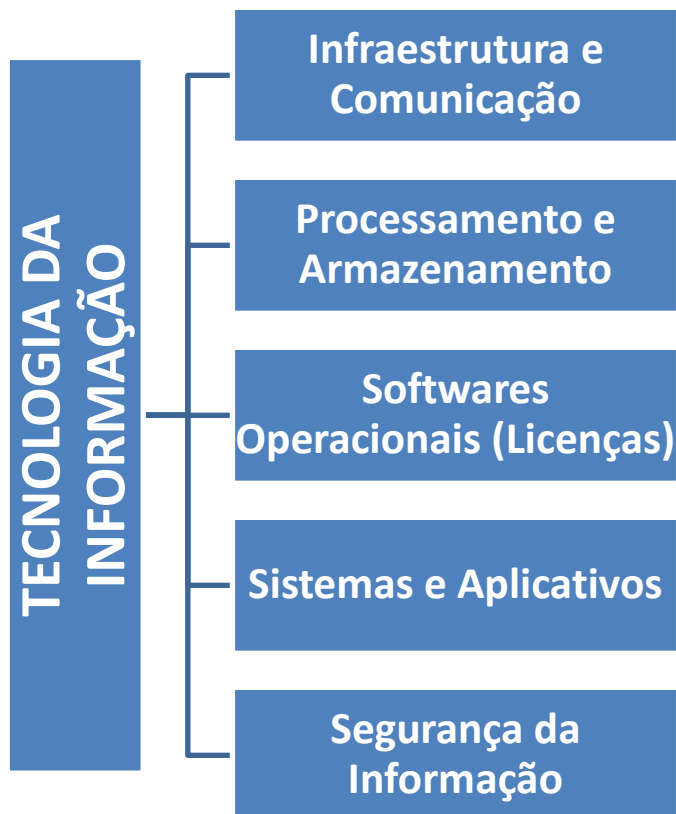 TECNOLOGIA DA
INFORMAÇÃO
Infraestrutura e
Comunicação
Processamento e
Armazenamento
Softwares
Operacionais (Licenças)
Sistemas e Aplicativos
Segurança da
Informação